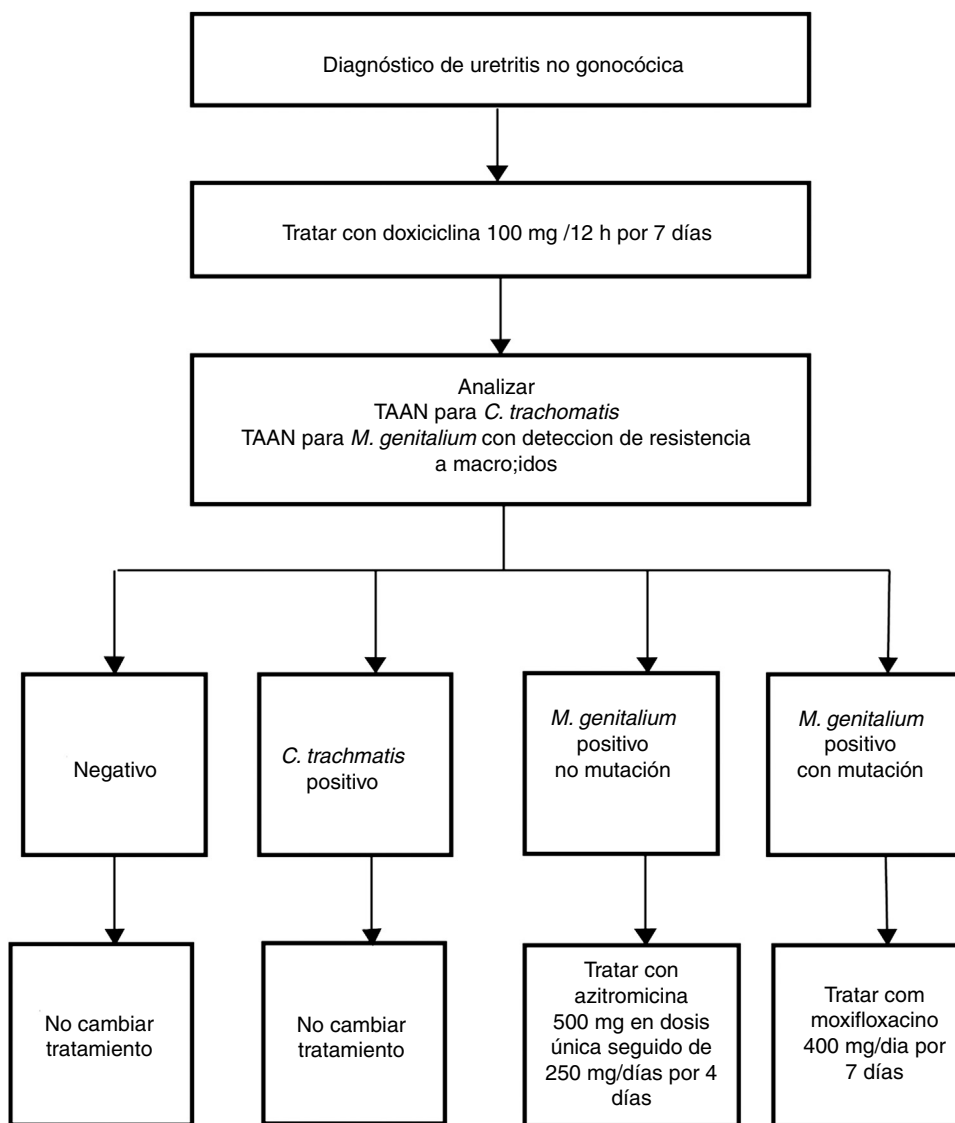 Diagnóstico de uretritis no gonocócica
Tratar con doxiciclina 100 mg /12 h por 7 días
Analizar
TAAN para C. trachomatis
TAAN para M. genitalium con deteccion de resistencia
a macro;idos
Negativo
C. trachmatis
positivo
M. genitalium
positivo
no mutación
M. genitalium
positivo
con mutación
No cambiar
tratamiento
No cambiar
tratamiento
Tratar con
azitromicina
500 mg en dosis
única seguido de
250 mg/días por 4
días
Tratar com
moxifloxacino
400 mg/dia por
7 días